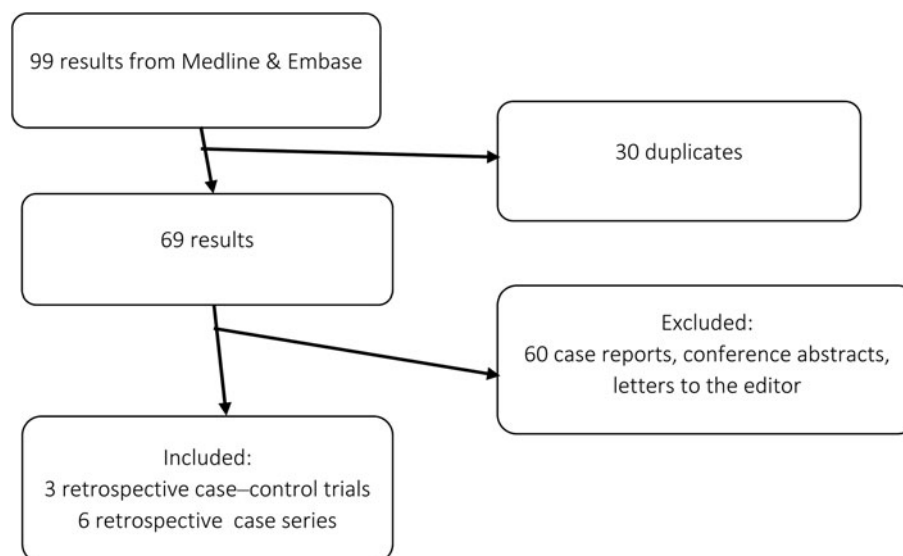 99 results from Medline & Embase
30 duplicates
69 results
Excluded:
60 case reports, conference abstracts,
letters to the editor
Included:
3 retrospective case–control trials
6 retrospective case series